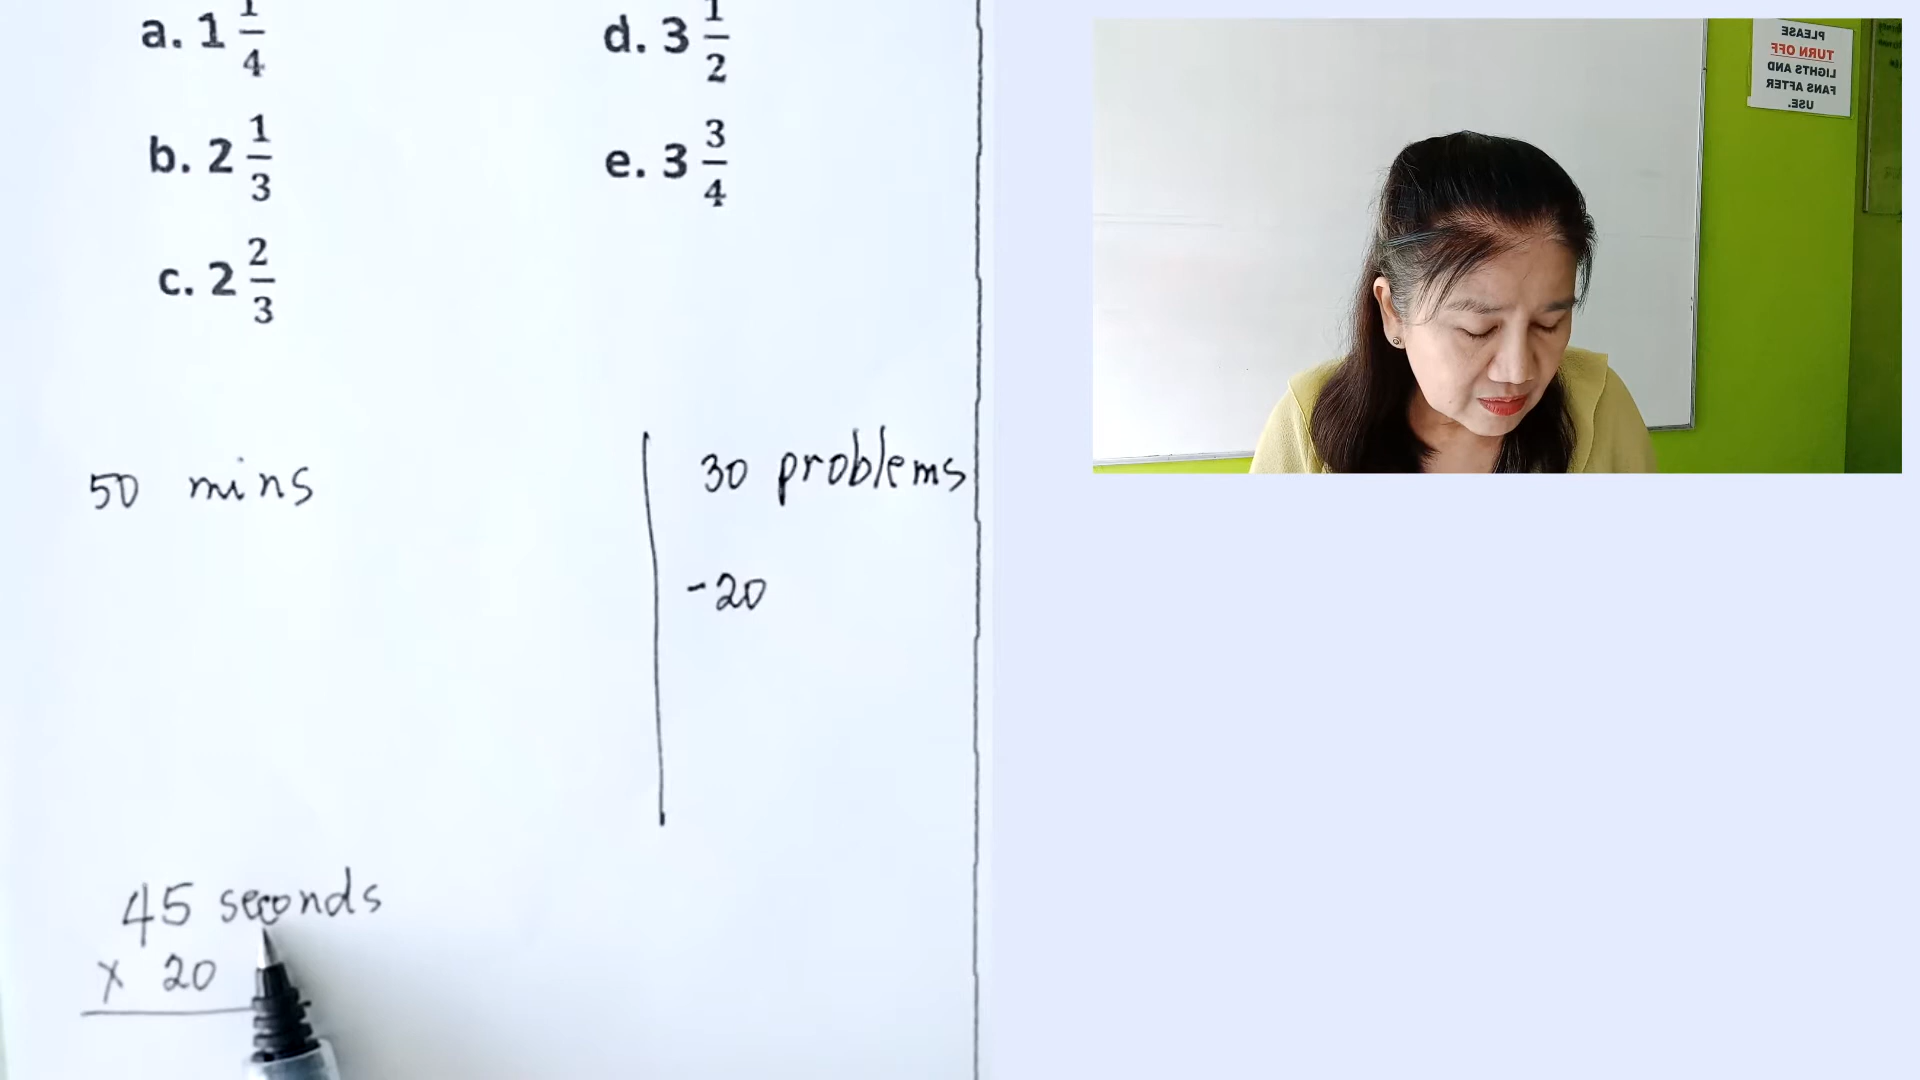 a. 1 1/4
b. 2 1/3
c. 2 2/3
d. 3 1/2
e. 3 3/4
50 mins
30 problems
-20
45 seconds
x 20
PLEASE
TURN OFF
LIGHTS AND
FANS AFTER
USE.